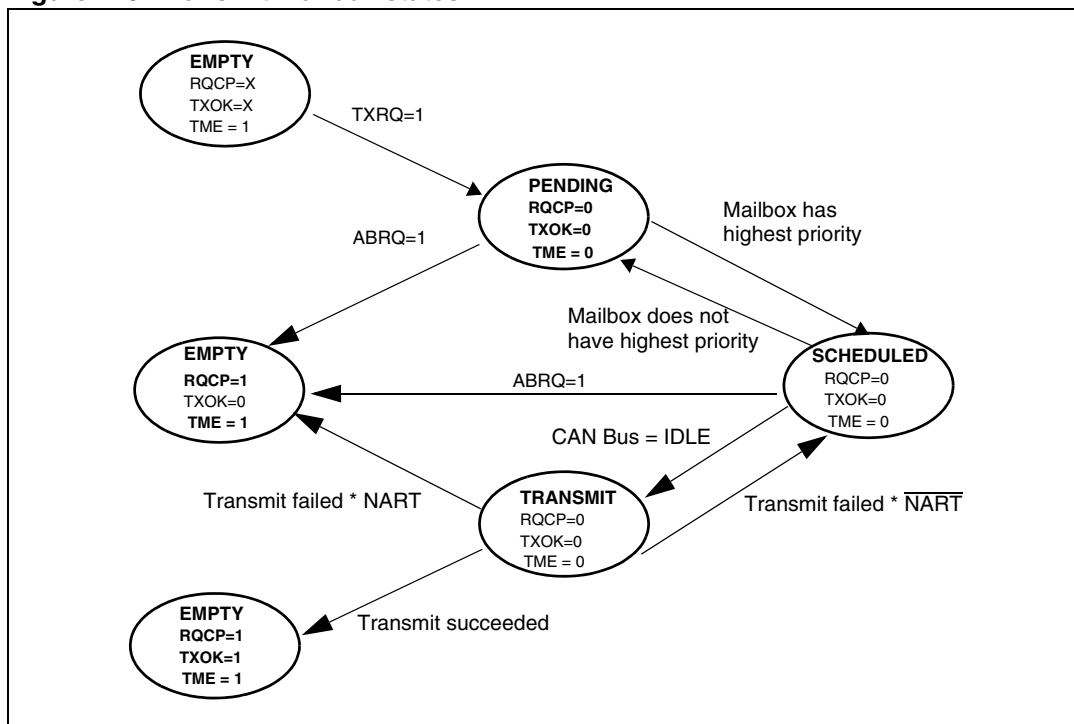 EMPTY
RQCP=X
TXOK=X
TME = 1
TXRQ=1
PENDING
RQCP=0
TXOK=0
TME = 0
Mailbox has
highest priority
ABRQ=1
Mailbox does not
have highest priority
EMPTY
RQCP=1
TXOK=0
TME = 1
SCHEDULED
RQCP=0
TXOK=0
TME = 0
ABRQ=1
CAN Bus = IDLE
Transmit failed * NART
TRANSMIT
RQCP=0
TXOK=0
TME = 0
Transmit failed * NART
EMPTY
RQCP=1
TXOK=1
TME = 1
Transmit succeeded